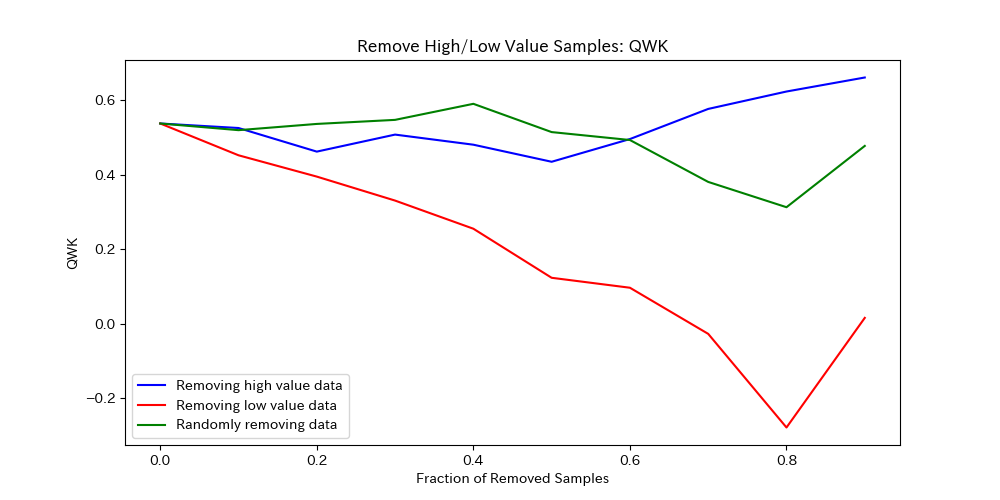 Remove High/Low Value Samples: QWK
QWK
0.6
0.4
0.2
0.0
−0.2
Removing high value data
Removing low value data
Randomly removing data
0.0 0.2 0.4 0.6 0.8
Fraction of Removed Samples